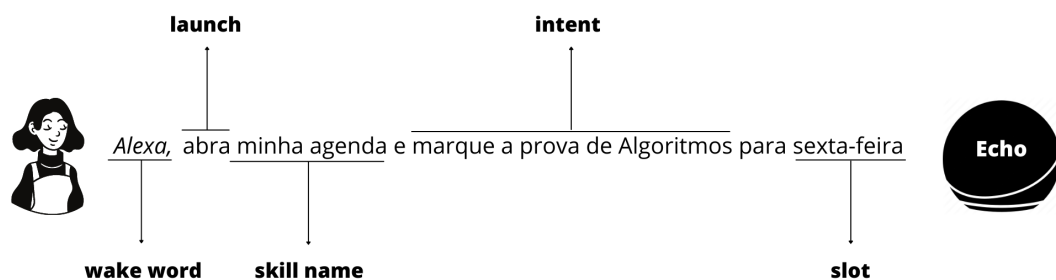 launch intent
Alexa, abra minha agenda e marque a prova de Algoritmos para sexta-feira
Echo
wake word skill name slot